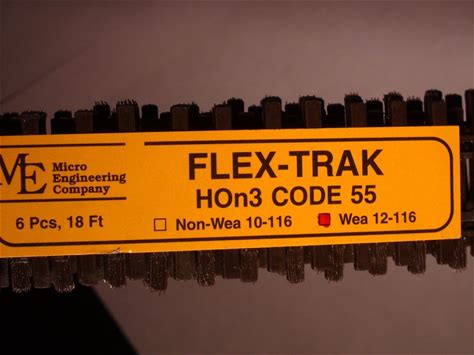 ME Micro
Engineering
Company
6 Pcs, 18 Ft
FLEX-TRAK
HOn3 CODE 55
Non-Wea 10-116 Wea 12-116